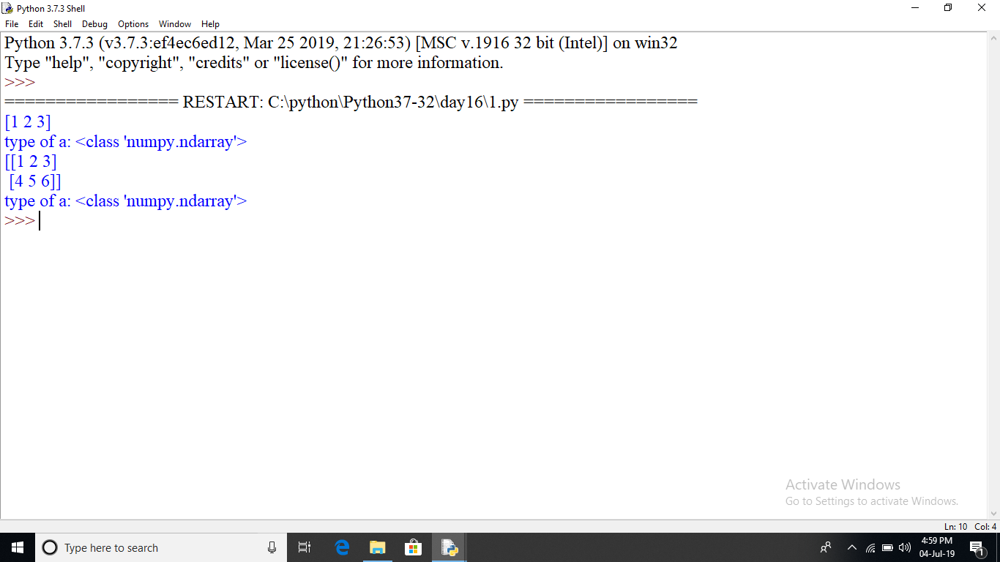 Python 3.7.3 Shell
File Edit Shell Debug Options Window Help
Python 3.7.3 (v3.7.3:ef4ec6ed12, Mar 25 2019, 21:26:53) [MSC v.1916 32 bit (Intel)] on win32
Type "help", "copyright", "credits" or "license()" for more information.
>>>
================= RESTART: C:\python\Python37-32\day16\1.py =================
[1 2 3]
type of a: <class 'numpy.ndarray'>
[[1 2 3]
 [4 5 6]]
type of a: <class 'numpy.ndarray'>
>>>
Activate Windows
Go to Settings to activate Windows.
Ln: 10 Col: 4
Type here to search
4:59 PM
04-Jul-19
1